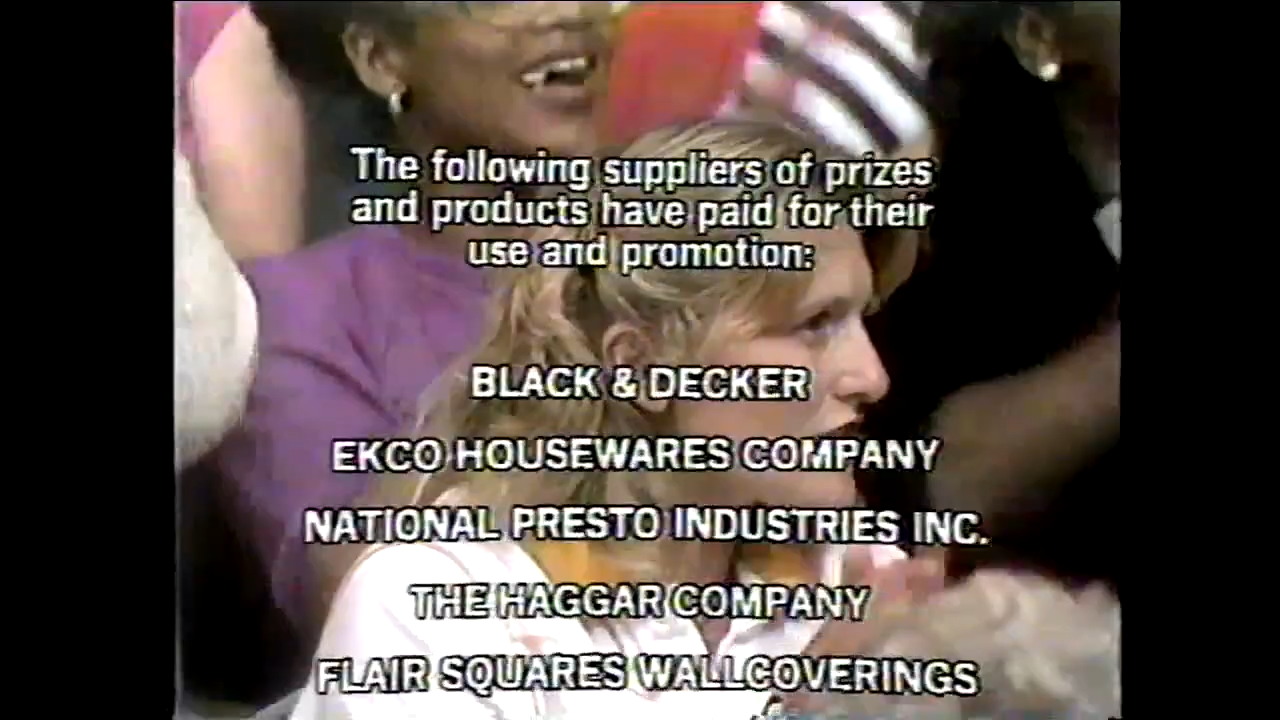 The following suppliers of prizes
and products have paid for their
use and promotion:
BLACK & DECKER
EKCO HOUSEWARES COMPANY
NATIONAL PRESTO INDUSTRIES INC.
THE HAGGAR COMPANY
FLAIR SQUARES WALLCOVERINGS